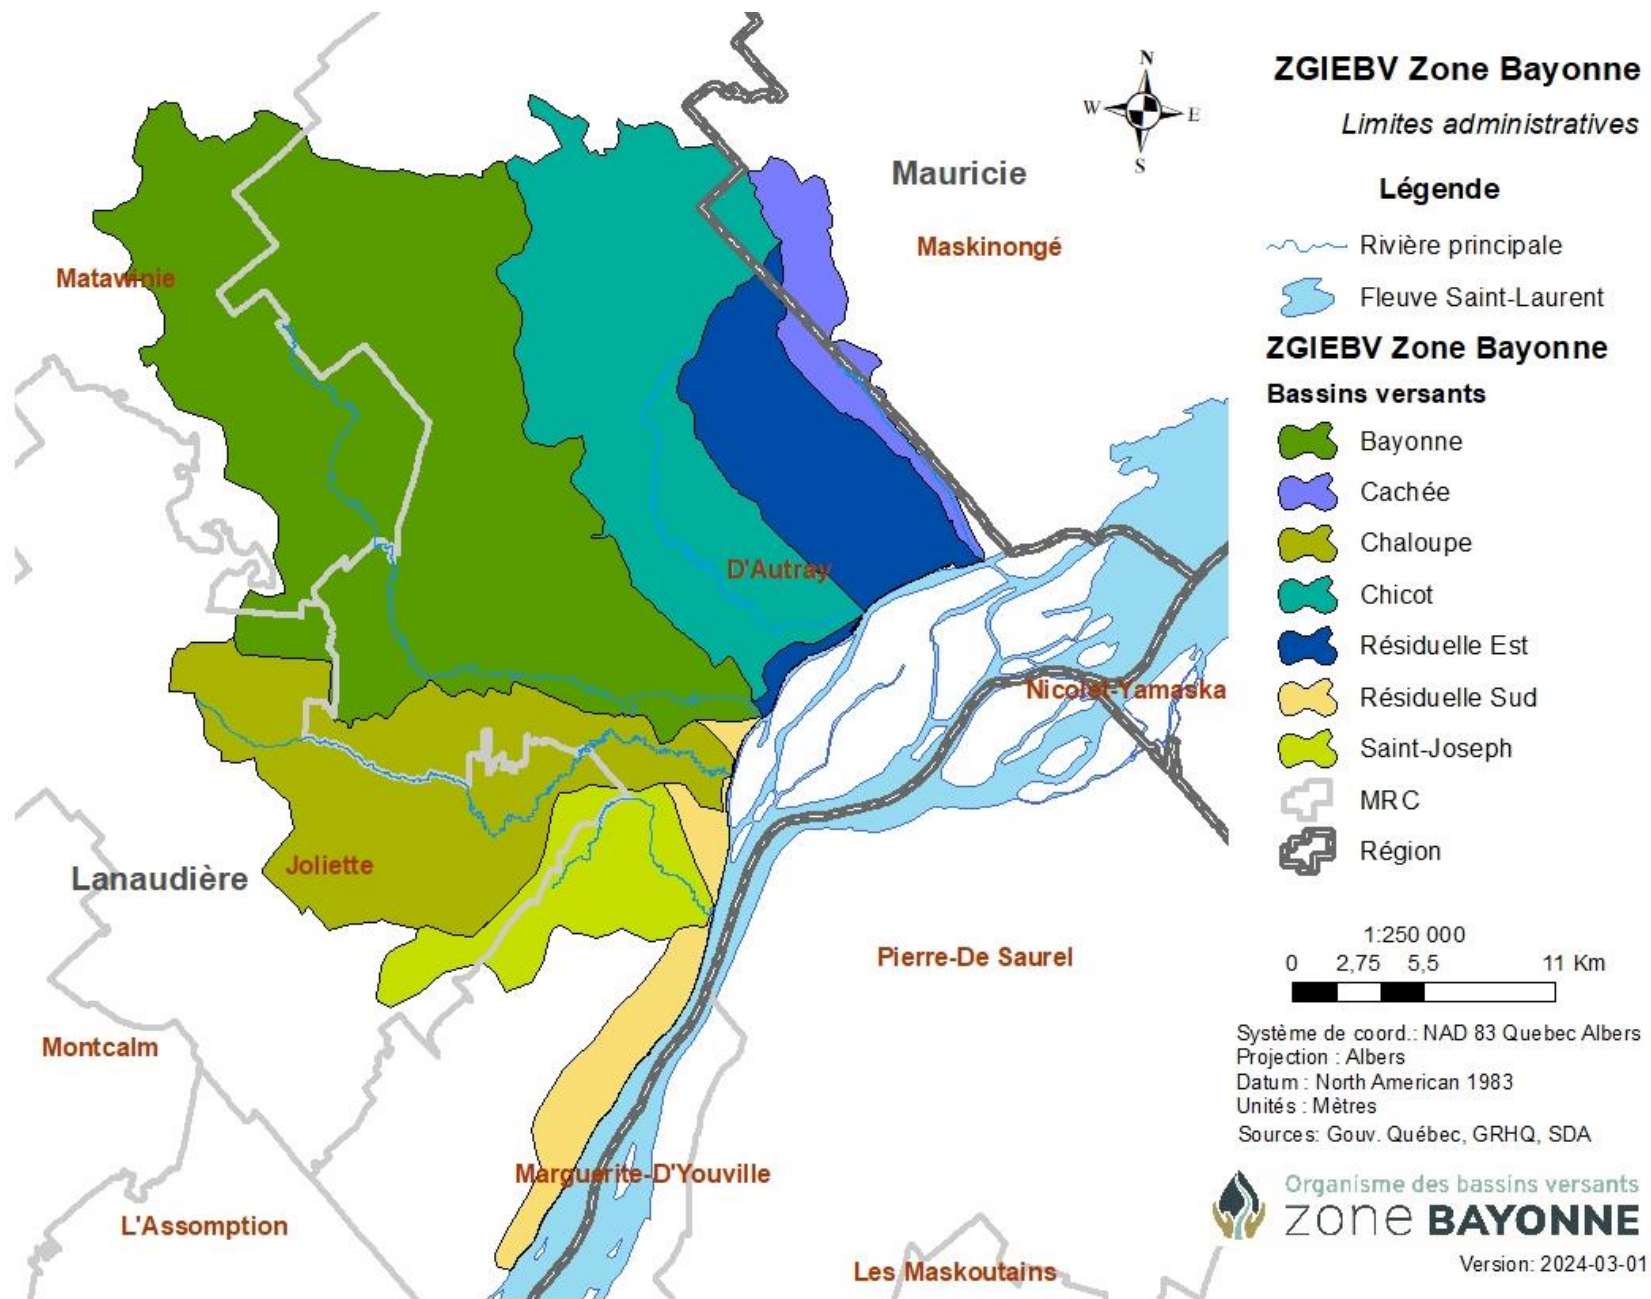 ZGIEBV Zone Bayonne
Limites administratives
Légende
Rivière principale
Fleuve Saint-Laurent
ZGIEBV Zone Bayonne
Bassins versants
Bayonne
Cachée
Chaloupe
Chicot
Résiduelle Est
Résiduelle Sud
Saint-Joseph
MRC
Région
1:250 000
0 2,75 5,5 11 Km
Système de coord.: NAD 83 Quebec Albers
Projection : Albers
Datum : North American 1983
Unités : Mètres
Sources: Gouv. Québec, GRHQ, SDA
Organisme des bassins versants
zone BAYONNE
Version: 2024-03-01
N
W
E
S
Mauricie
Maskinongé
Matawinie
D'Autray
Nicolet-Yamaska
Joliette
Lanaudière
Pierre-De Saurel
Montcalm
Marguerite-D'Youville
L'Assomption
Les Maskoutains